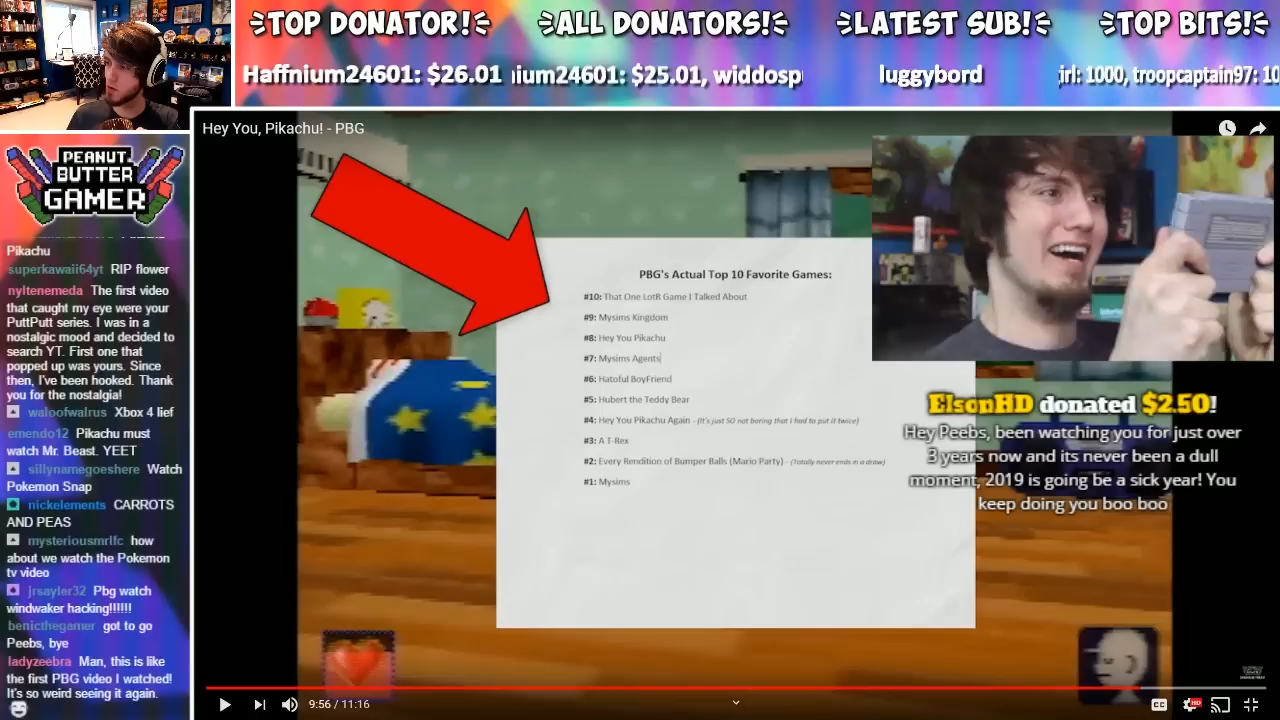 TOP DONATOR!
ALL DONATORS!
LATEST SUB!
TOP BITS!
Haffnium24601: $26.01
ium24601: $25.01, widdosp
luggybord
irl: 1000, troopcaptain97: 10
Hey You, Pikachu! - PBG
PEANUT
BUTTER
GAMER
Pikachu
superkawaii64yt RIP flower
nyltenemeda The first video
that caught my eye were your
PuttPutt series. I was in a
nostalgic mood and decided to
search YT. First one that
popped up was yours. Since
then, I've been hooked. Thank
you for the nostalgia!
waloofwalrus Xbox 4 lief
emendo12 Pikachu must
watch Mr. Beast. YEET
sillynamegoeshere Watch
Pokemon Snap
nickelements CARROTS
AND PEAS
mysteriousmrlfc how
about we watch the Pokemon
tv video
jrsayler32 Pbg watch
windwaker hacking!!!!!!
benicthegamer got to go
Peebs, bye
ladyzeebra Man, this is like
the first PBG video I watched!
It's so weird seeing it again.
PBG's Actual Top 10 Favorite Games:
#10: That One LotR Game I Talked About
#9: Mysims Kingdom
#8: Hey You Pikachu
#7: Mysims Agents
#6: Hatoful BoyFriend
#5: Hubert the Teddy Bear
#4: Hey You Pikachu Again - (It's just SO not boring that I had to put it twice)
#3: A T-Rex
#2: Every Rendition of Bumper Balls (Mario Party) - (Totally never ends in a draw)
#1: Mysims
ElsonHD donated $2.50!
Hey Peebs, been watching you for just over
3 years now and its never been a dull
moment, 2019 is going be a sick year! You
keep doing you boo boo
9:56 / 11:16
CC
HD